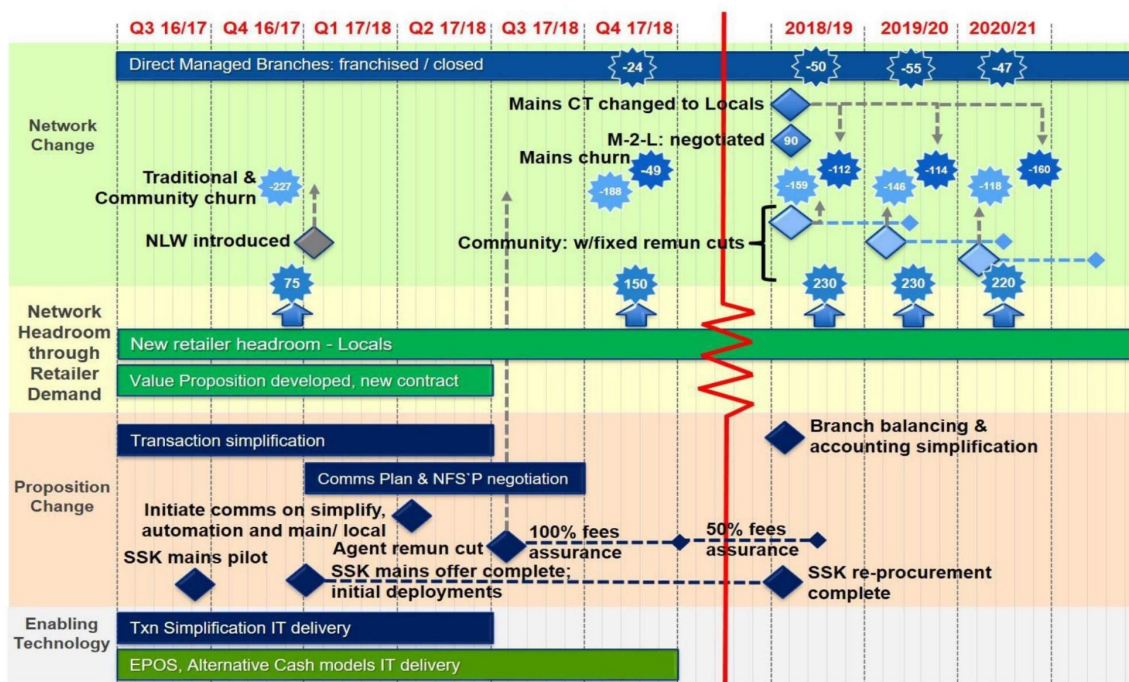 Q3 16/17 Q4 16/17 Q1 17/18 Q2 17/18 Q3 17/18 Q4 17/18 2018/19 2019/20 2020/21
Network
Change
Direct Managed Branches: franchised / closed
-24 -50 -55 -47
Mains CT changed to Locals
M-2-L: negotiated
90
Mains churn
-49 -112 -114 -160
Traditional &
Community churn
-227 -188 -159 -146 -118
NLW introduced
Community: w/fixed remun cuts
75 150 230 230 220
Network
Headroom
through
Retailer
Demand
New retailer headroom - Locals
Value Proposition developed, new contract
Proposition
Change
Transaction simplification
Branch balancing &
accounting simplification
Comms Plan & NFS`P negotiation
Initiate comms on simplify,
automation and main/ local
Agent remun cut
100% fees
assurance
50% fees
assurance
SSK mains pilot
SSK mains offer complete;
initial deployments
SSK re-procurement
complete
Enabling
Technology
Txn Simplification IT delivery
EPOS, Alternative Cash models IT delivery